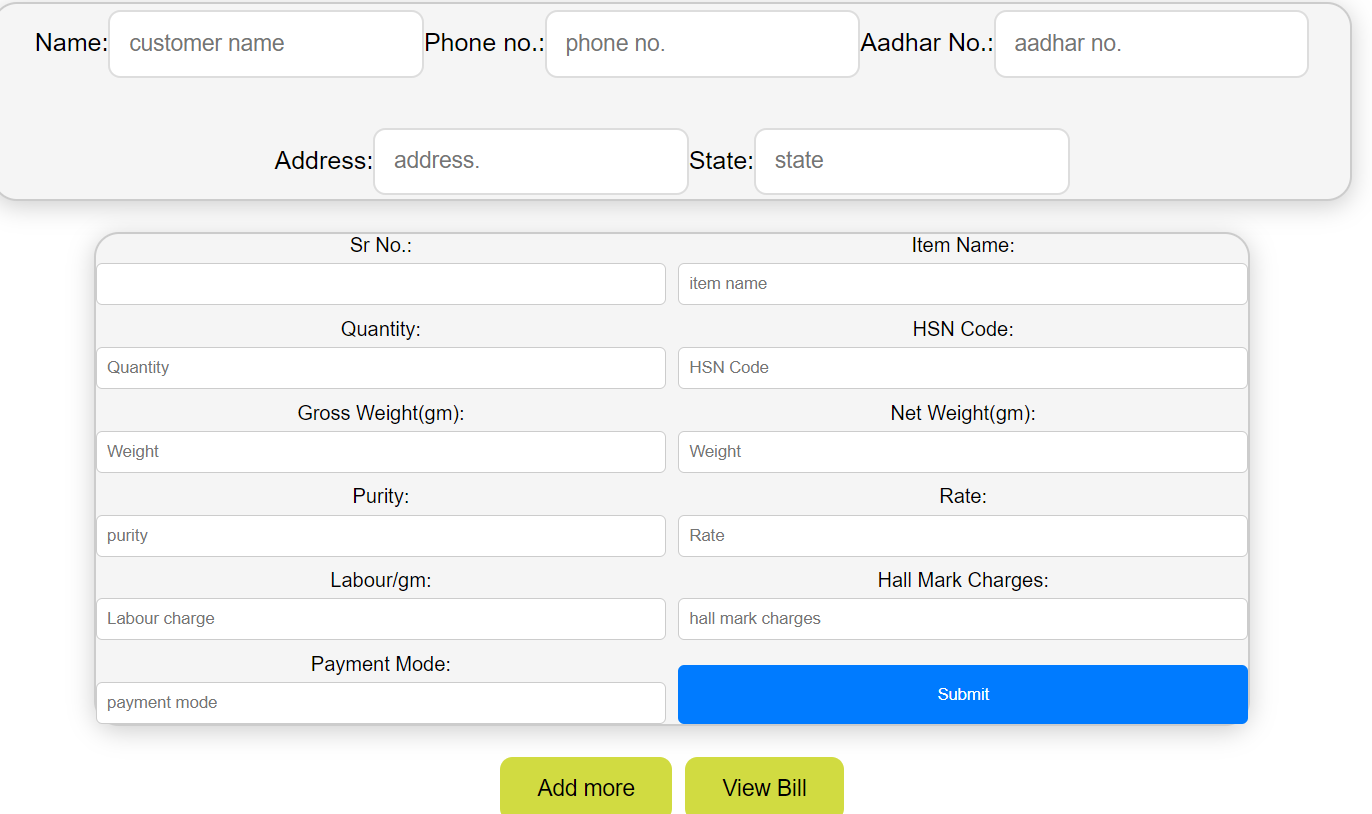 Name: customer name Phone no.: phone no. Aadhar No.: aadhar no.
Address: address. State: state
Sr No.: Item Name:
item name
Quantity: HSN Code:
Quantity HSN Code
Gross Weight(gm): Net Weight(gm):
Weight Weight
Purity: Rate:
purity Rate
Labour/gm: Hall Mark Charges:
Labour charge hall mark charges
Payment Mode:
payment mode Submit
Add more View Bill